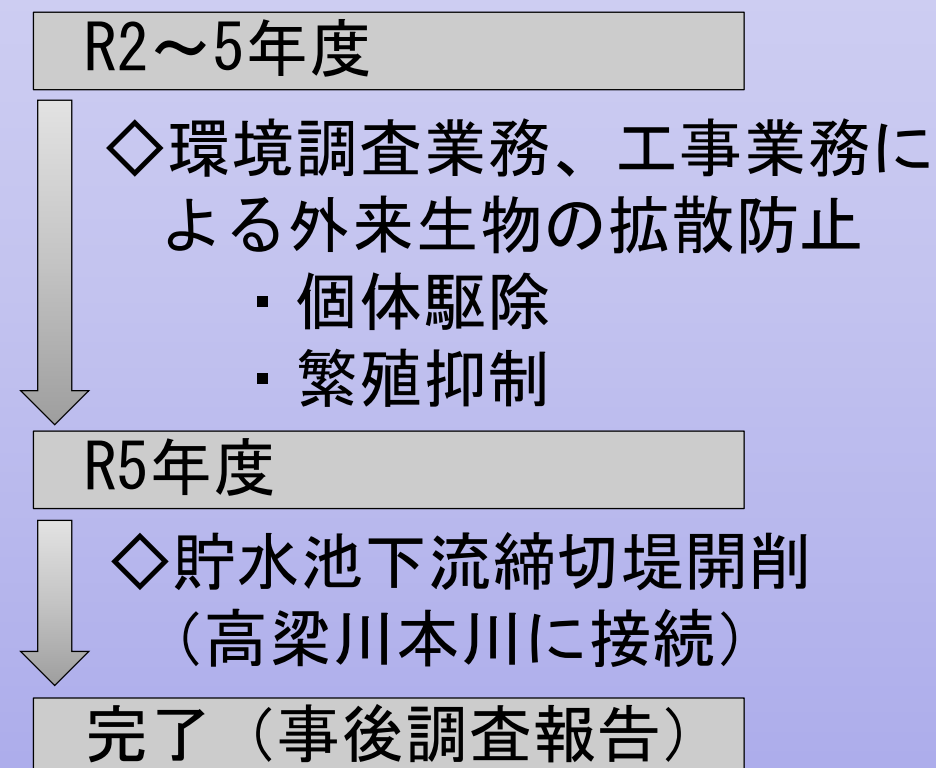 R2～5年度
◇環境調査業務、工事業務に
よる外来生物の拡散防止
・個体駆除
・繁殖抑制
R5年度
◇貯水池下流締切堤開削
（高梁川本川に接続）
完了（事後調査報告）